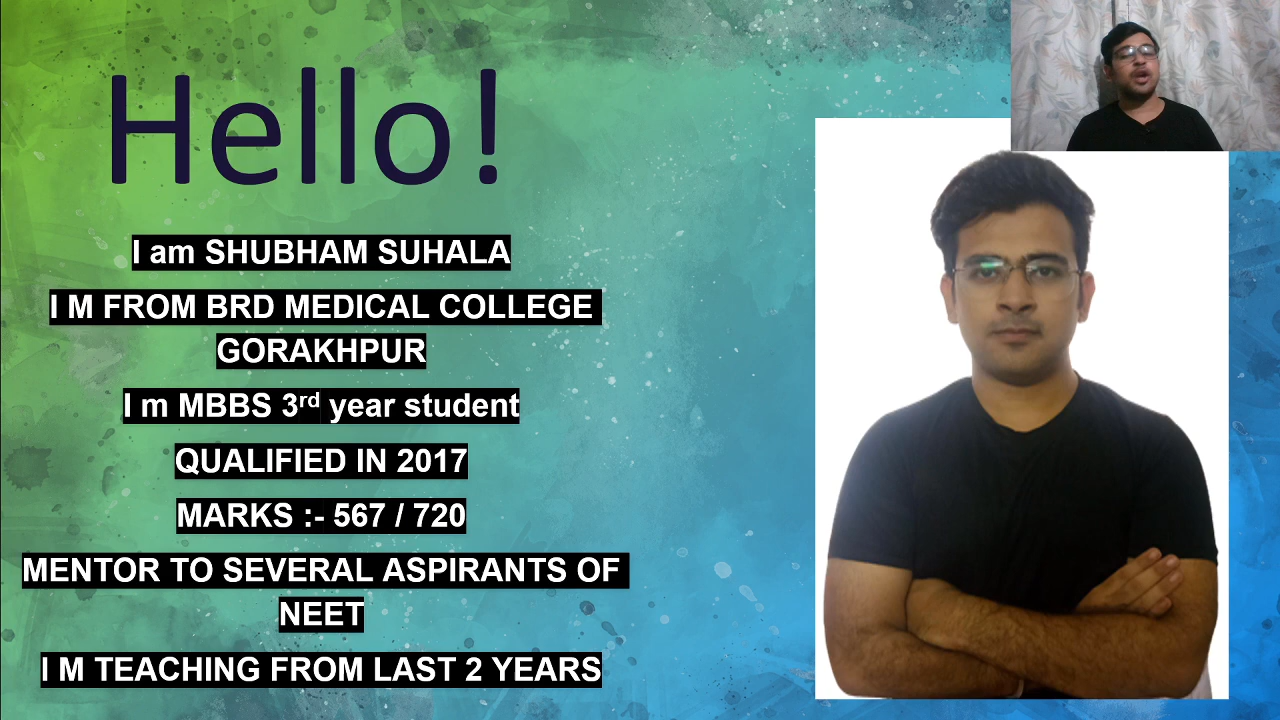 Hello!
I am SHUBHAM SUHALA
I M FROM BRD MEDICAL COLLEGE
GORAKHPUR
I m MBBS 3rd year student
QUALIFIED IN 2017
MARKS :- 567 / 720
MENTOR TO SEVERAL ASPIRANTS OF
NEET
I M TEACHING FROM LAST 2 YEARS